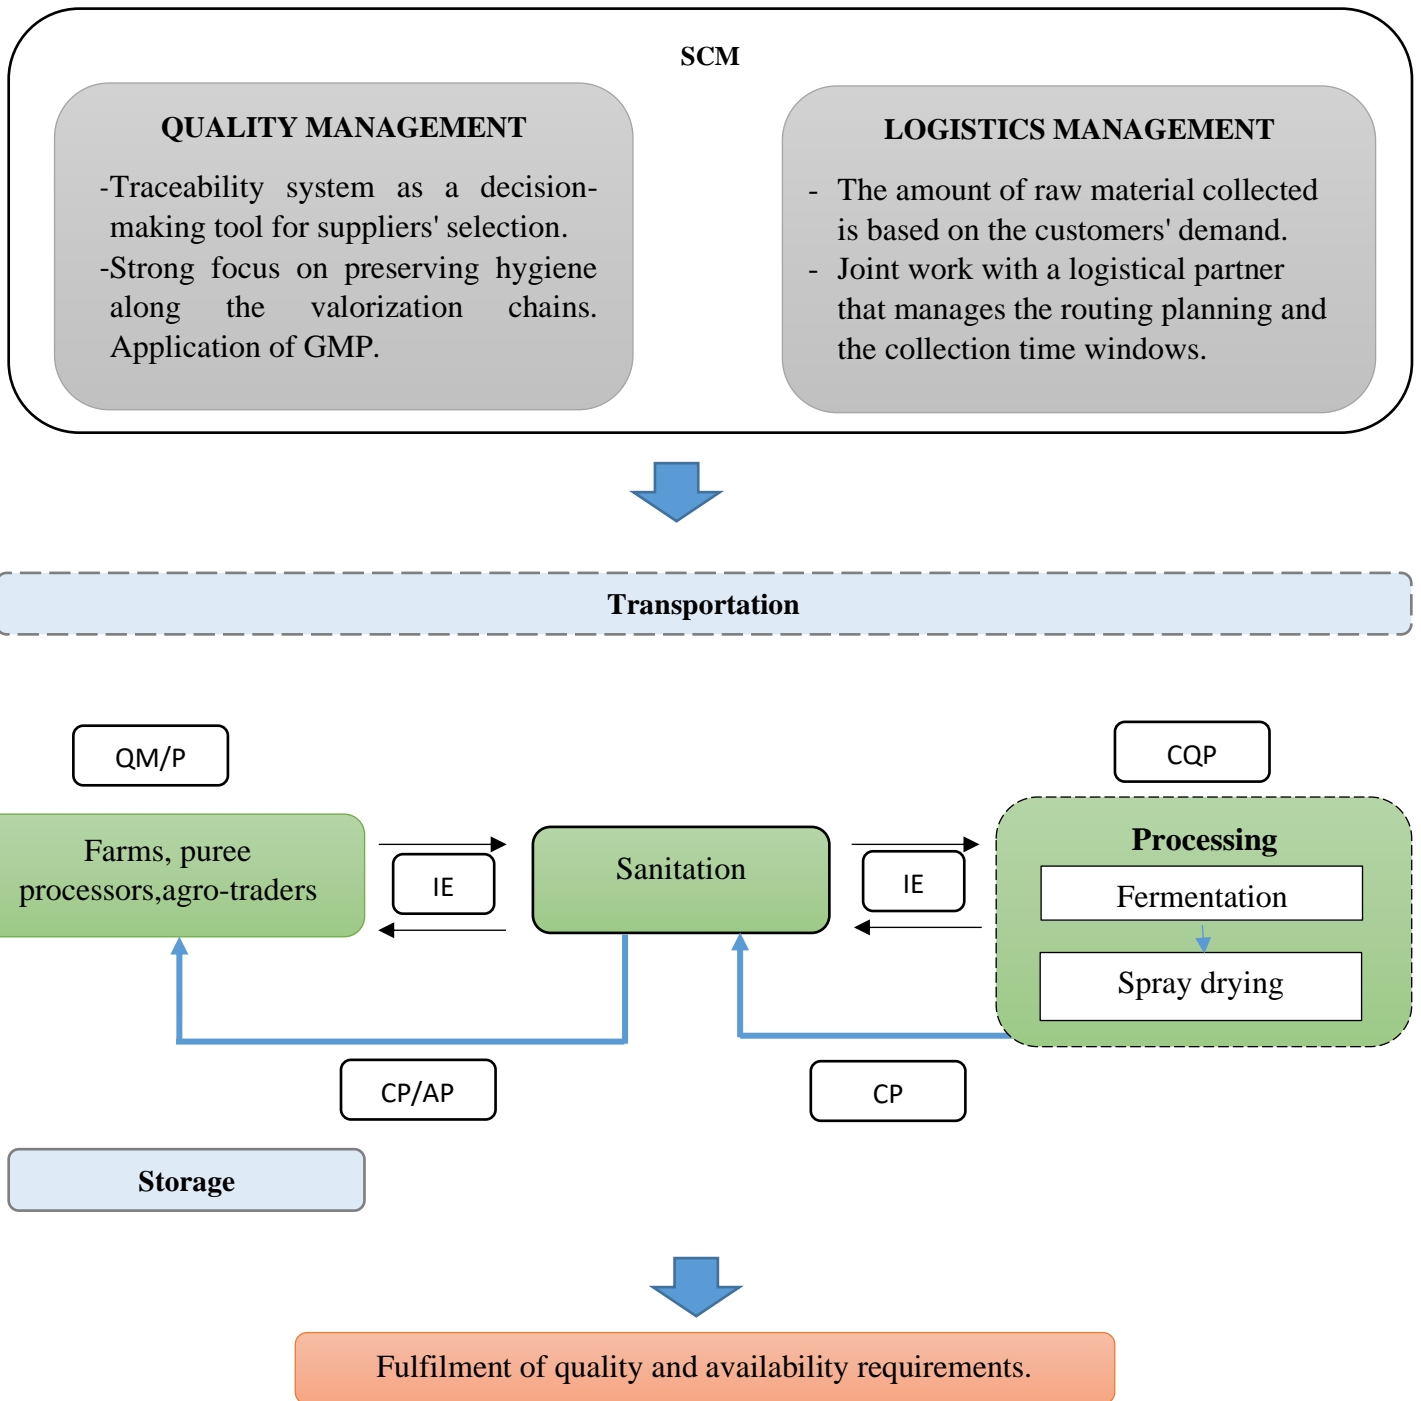 SCM
QUALITY MANAGEMENT
-Traceability system as a decision-
making tool for suppliers' selection.
-Strong focus on preserving hygiene
along the valorization chains.
Application of GMP.
LOGISTICS MANAGEMENT
- The amount of raw material collected
is based on the customers' demand.
- Joint work with a logistical partner
that manages the routing planning and
the collection time windows.
Transportation
QM/P
CQP
Farms, puree
processors,agro-traders
IE
Sanitation
IE
Processing
Fermentation
Spray drying
CP/AP
CP
Storage
Fulfilment of quality and availability requirements.